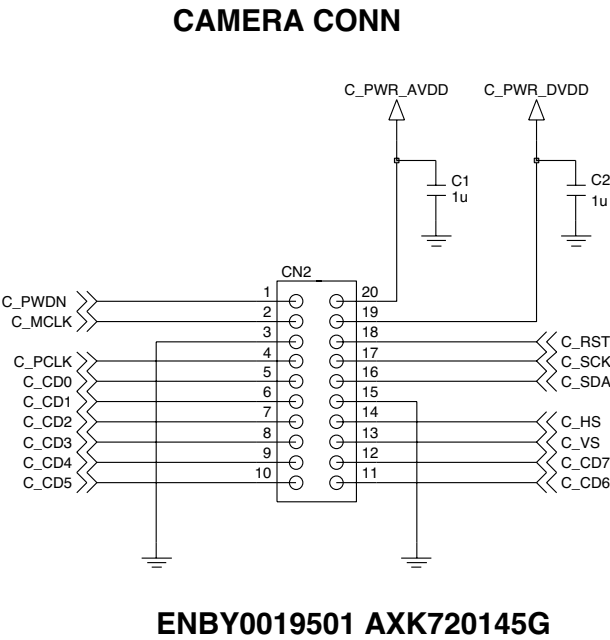 CAMERA CONN
C_PWR_AVDD C_PWR_DVDD
C1
1u
C2
1u
CN2
C_PWDN 1 20
C_MCLK 2 19
3 18 C_RST
C_PCLK 4 17 C_SCK
C_CD0 5 16 C_SDA
C_CD1 6 15
C_CD2 7 14 C_HS
C_CD3 8 13 C_VS
C_CD4 9 12 C_CD7
C_CD5 10 11 C_CD6
ENBY0019501 AXK720145G